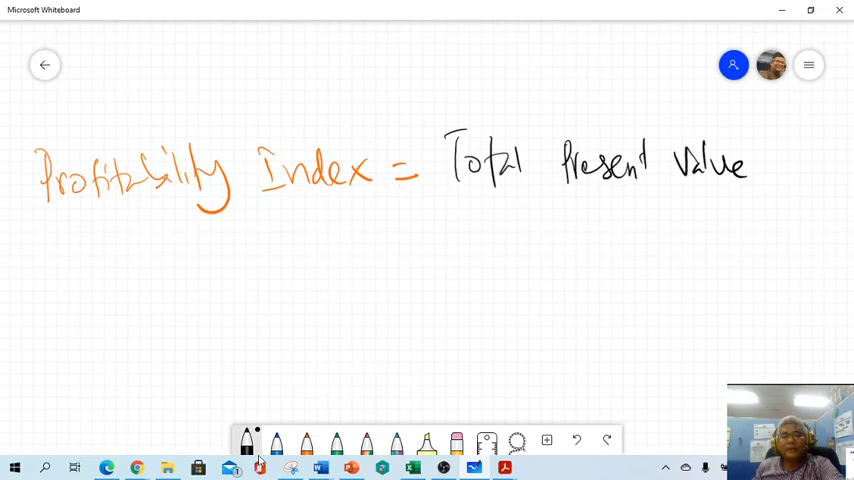 Microsoft Whiteboard
Profitability Index = Total Present Value